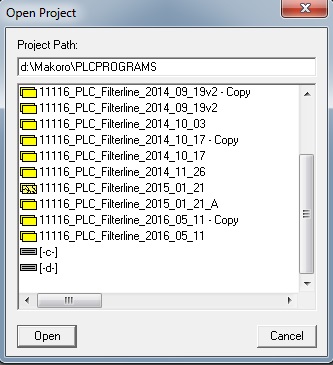 Open Project
Project Path:
d:\Makoro\PLCPROGRAMS
11116_PLC_Filterline_2014_09_19v2 - Copy
11116_PLC_Filterline_2014_09_19v2
11116_PLC_Filterline_2014_10_03
11116_PLC_Filterline_2014_10_17 - Copy
11116_PLC_Filterline_2014_10_17
11116_PLC_Filterline_2014_11_26
11116_PLC_Filterline_2015_01_21
11116_PLC_Filterline_2015_01_21_A
11116_PLC_Filterline_2016_05_11 - Copy
11116_PLC_Filterline_2016_05_11
[-c-]
[-d-]
Open
Cancel